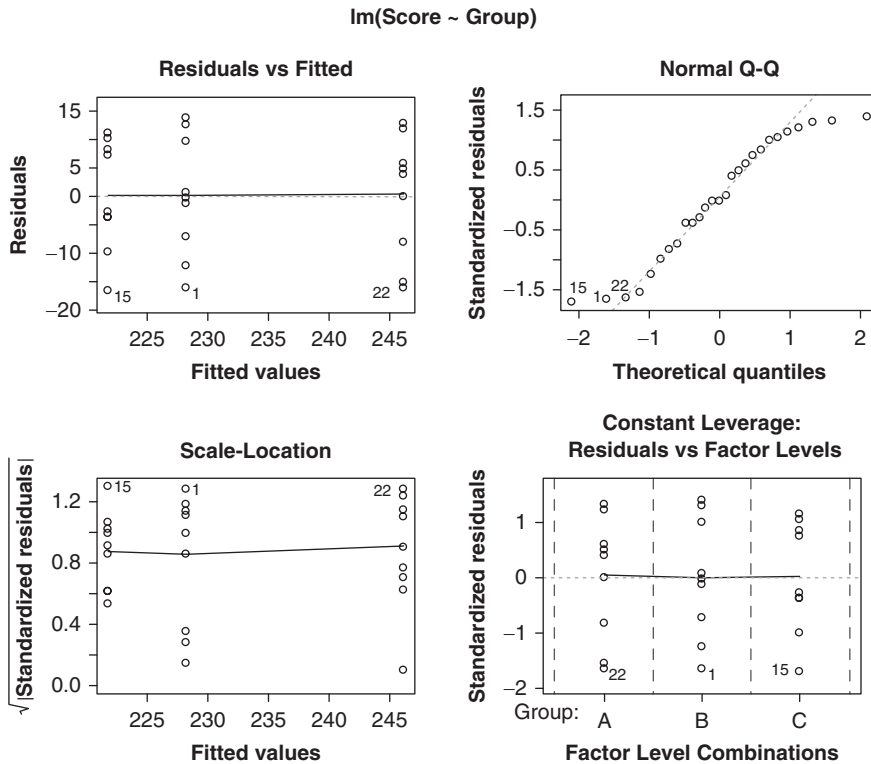 lm(Score ~ Group)
Residuals vs Fitted
Residuals
15
5
0
−10
−20
15
1
22
225 230 235 240 245
Fitted values
Normal Q-Q
Standardized residuals
1.5
0.5
−0.5
−1.5
15
1
22
−2 −1 0 1 2
Theoretical quantiles
Scale-Location
√|Standardized residuals|
1.2
0.8
0.4
0.0
15
1
22
225 230 235 240 245
Fitted values
Constant Leverage:
Residuals vs Factor Levels
Standardized residuals
1
0
−1
−2
22
1
15
Group:
A B C
Factor Level Combinations